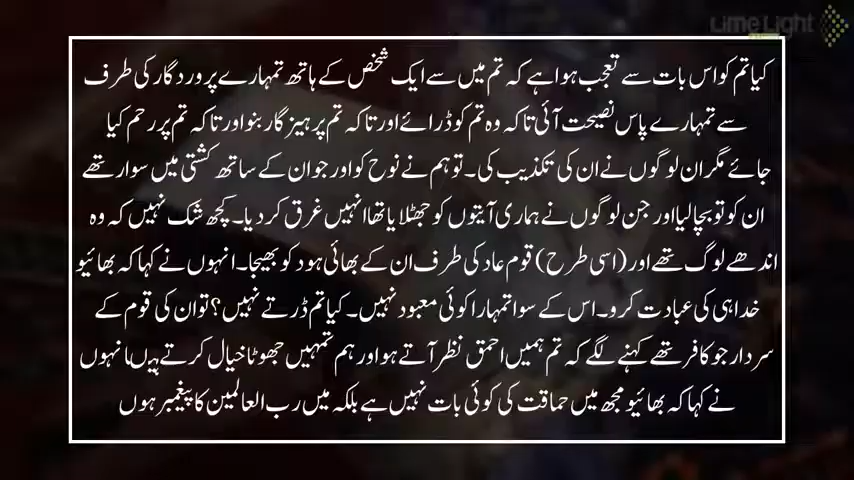 Lime Light
کیا تم کو اس بات سے تعجب ہوا ہے کہ تم میں سے ایک شخص کے ہاتھ تمہارے پروردگار کی طرف
سے تمہارے پاس نصیحت آئی تاکہ وہ تم کو ڈرائے اور تاکہ تم پرہیزگار بنو اور تاکہ تم پر رحم کیا
جائے مگر ان لوگوں نے ان کی تکذیب کی۔ تو ہم نے نوح کو اور جو ان کے ساتھ کشتی میں سوار تھے
ان کو تو بچا لیا اور جن لوگوں نے ہماری آیتوں کو جھٹلایا تھا انہیں غرق کر دیا۔ کچھ شک نہیں کہ وہ
اندھے لوگ تھے اور (اسی طرح) قوم عاد کی طرف ان کے بھائی ہود کو بھیجا۔ انہوں نے کہا کہ بھائیو
خدا ہی کی عبادت کرو۔ اس کے سوا تمہارا کوئی معبود نہیں۔ کیا تم ڈرتے نہیں؟ تو ان کی قوم کے
سردار جو کافر تھے کہنے لگے کہ تم ہمیں احمق نظر آتے ہو اور ہم تمہیں جھوٹا خیال کرتے ہیں انہوں
نے کہا کہ بھائیو مجھ میں حماقت کی کوئی بات نہیں ہے بلکہ میں رب العالمین کا پیغمبر ہوں